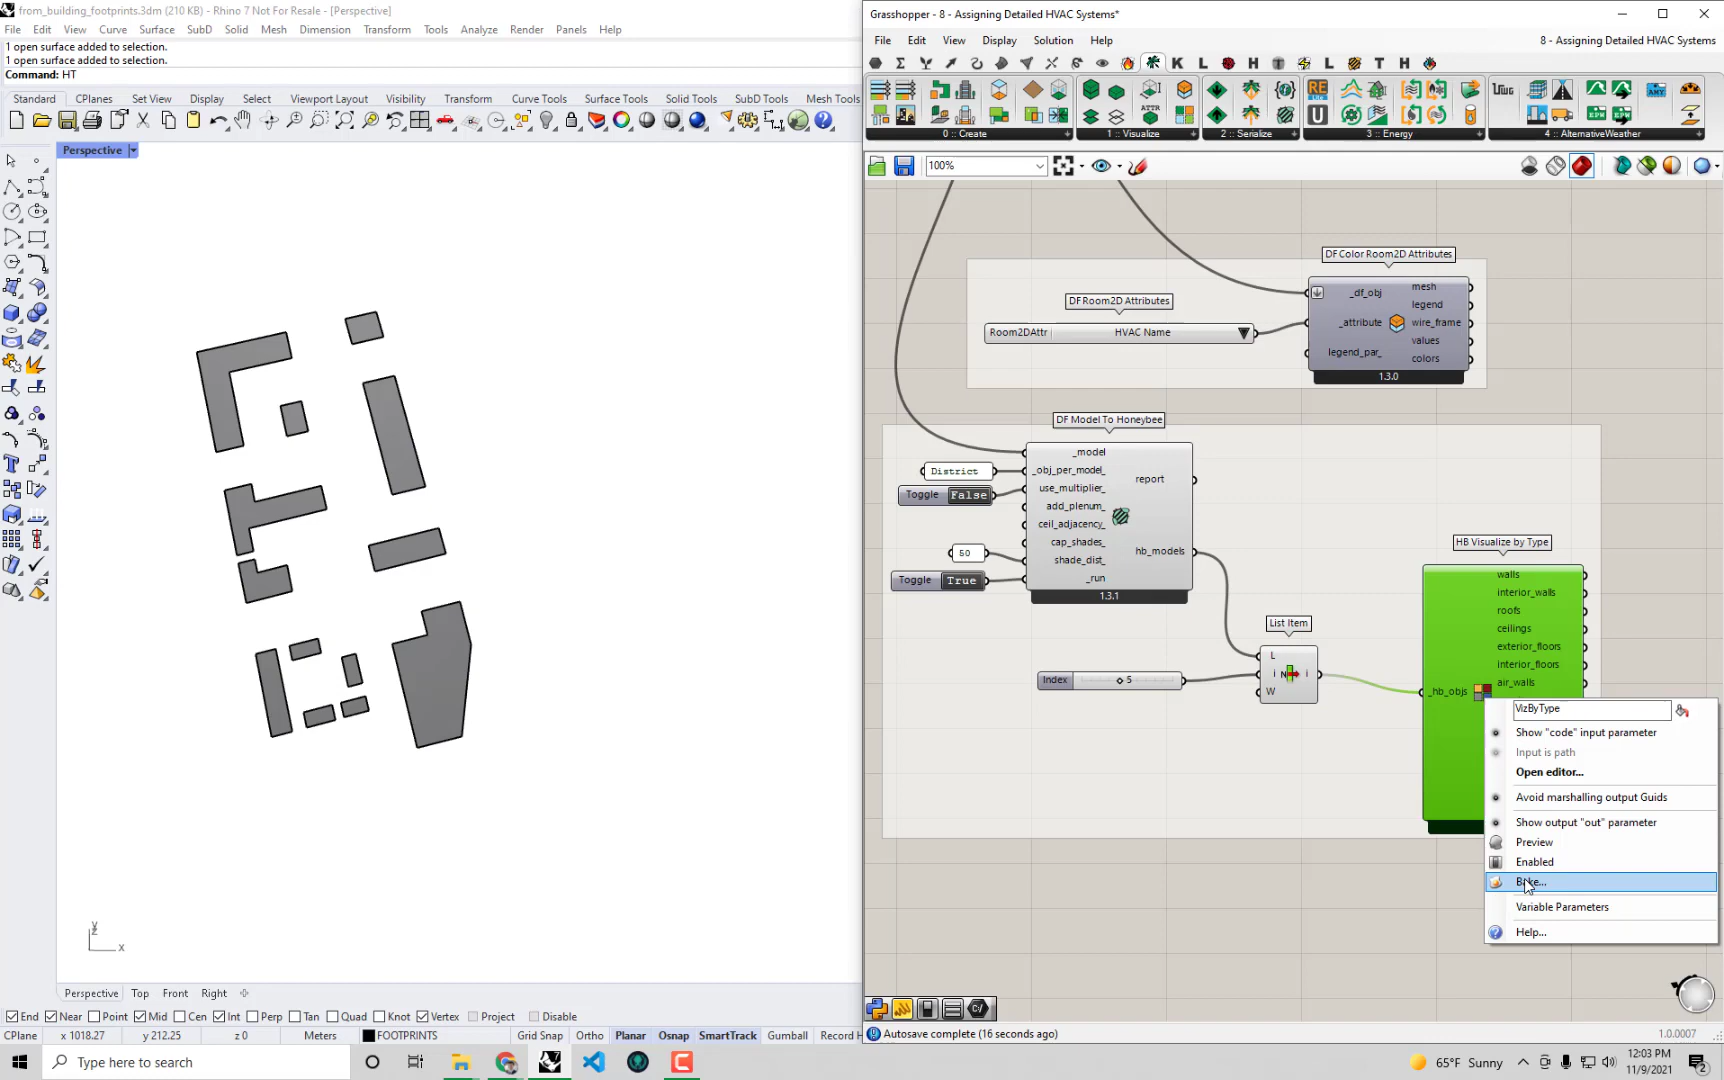 from_building_footprints.3dm (210 KB) - Rhino 7 Not For Resale - [Perspective]
File Edit View Curve Surface SubD Solid Mesh Dimension Transform Tools Analyze Render Panels Help
1 open surface added to selection.
1 open surface added to selection.
Command: HT
Standard CPlanes Set View Display Select Viewport Layout Visibility Transform Curve Tools Surface Tools Solid Tools SubD Tools Mesh Tools
Perspective
y
x
Perspective Top Front Right
End Near Point Mid Cen Int Perp Tan Quad Knot Vertex Project Disable
CPlane x 1018.27 y 212.25 z 0 Meters FOOTPRINTS Grid Snap Ortho Planar Osnap SmartTrack Gumball Record H
Grasshopper - 8 - Assigning Detailed HVAC Systems*
File Edit View Display Solution Help
8 - Assigning Detailed HVAC Systems
K L H L T H
ATTR
RE
U
EPW
EPW
AMY
0 :: Create
1 :: Visualize
2 :: Serialize
3 :: Energy
4 :: AlternativeWeather
100%
DF Color Room2D Attributes
_df_obj
_attribute
legend_par_
mesh
legend
wire_frame
values
colors
1.3.0
DF Room2D Attributes
Room2DAttr HVAC Name
DF Model To Honeybee
District
Toggle False
50
Toggle True
_model
_obj_per_model_
use_multiplier_
add_plenum_
ceil_adjacency_
cap_shades_
shade_dist_
_run
report
hb_models
1.3.1
List Item
Index 5
L
i
W
N
i
HB Visualize by Type
walls
interior_walls
roofs
ceilings
exterior_floors
interior_floors
air_walls
_hb_objs
VizByType
Show "code" input parameter
Input is path
Open editor...
Avoid marshalling output Guids
Show output "out" parameter
Preview
Enabled
Bake...
Variable Parameters
Help...
Autosave complete (16 seconds ago)
1.0.0007
Type here to search
65°F Sunny
12:03 PM
11/9/2021
2